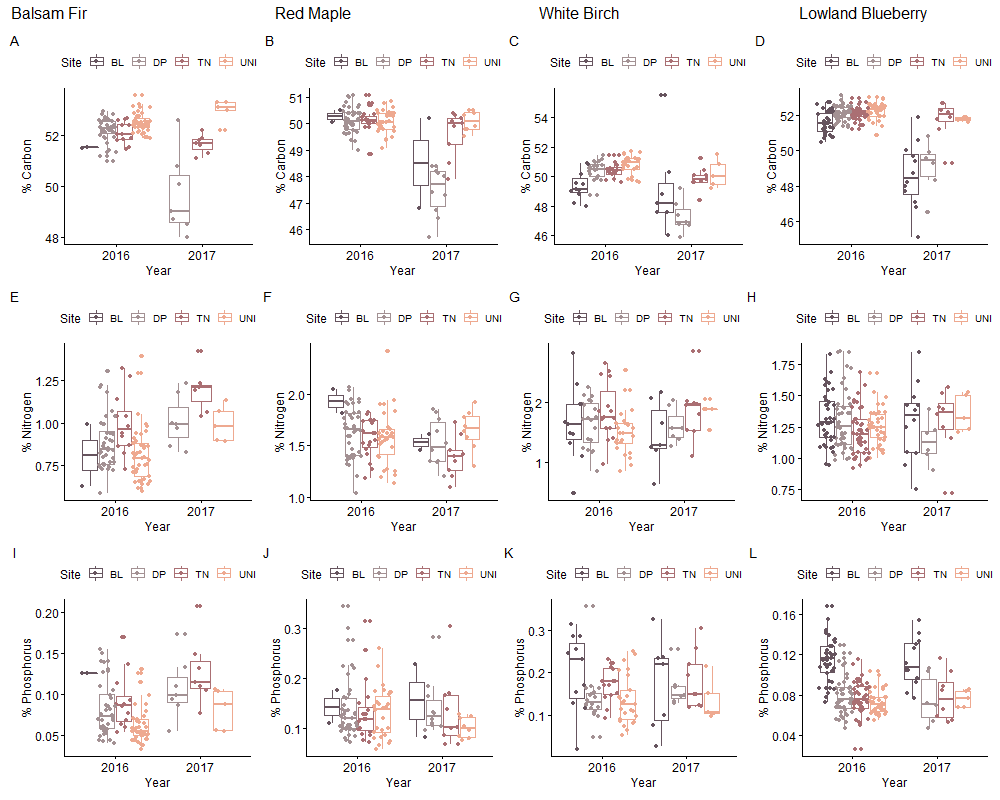 Balsam Fir Red Maple White Birch Lowland Blueberry
A B C D
Site BL DP TN UNI Site BL DP TN UNI Site BL DP TN UNI Site BL DP TN UNI
% Carbon 52 50 48
% Carbon 51 50 49 48 47 46
% Carbon 56 54 52 50 48 46
% Carbon 52 50 48 46
2016 2017 2016 2017 2016 2017 2016 2017
Year Year Year Year
E F G H
Site BL DP TN UNI Site BL DP TN UNI Site BL DP TN UNI Site BL DP TN UNI
% Nitrogen 1.25 1.00 0.75
% Nitrogen 2.0 1.5 1.0
% Nitrogen 2 1
% Nitrogen 1.75 1.50 1.25 1.00 0.75
2016 2017 2016 2017 2016 2017 2016 2017
Year Year Year Year
I J K L
Site BL DP TN UNI Site BL DP TN UNI Site BL DP TN UNI Site BL DP TN UNI
% Phosphorus 0.20 0.15 0.10 0.05
% Phosphorus 0.3 0.2 0.1
% Phosphorus 0.3 0.2 0.1
% Phosphorus 0.16 0.12 0.08 0.04
2016 2017 2016 2017 2016 2017 2016 2017
Year Year Year Year